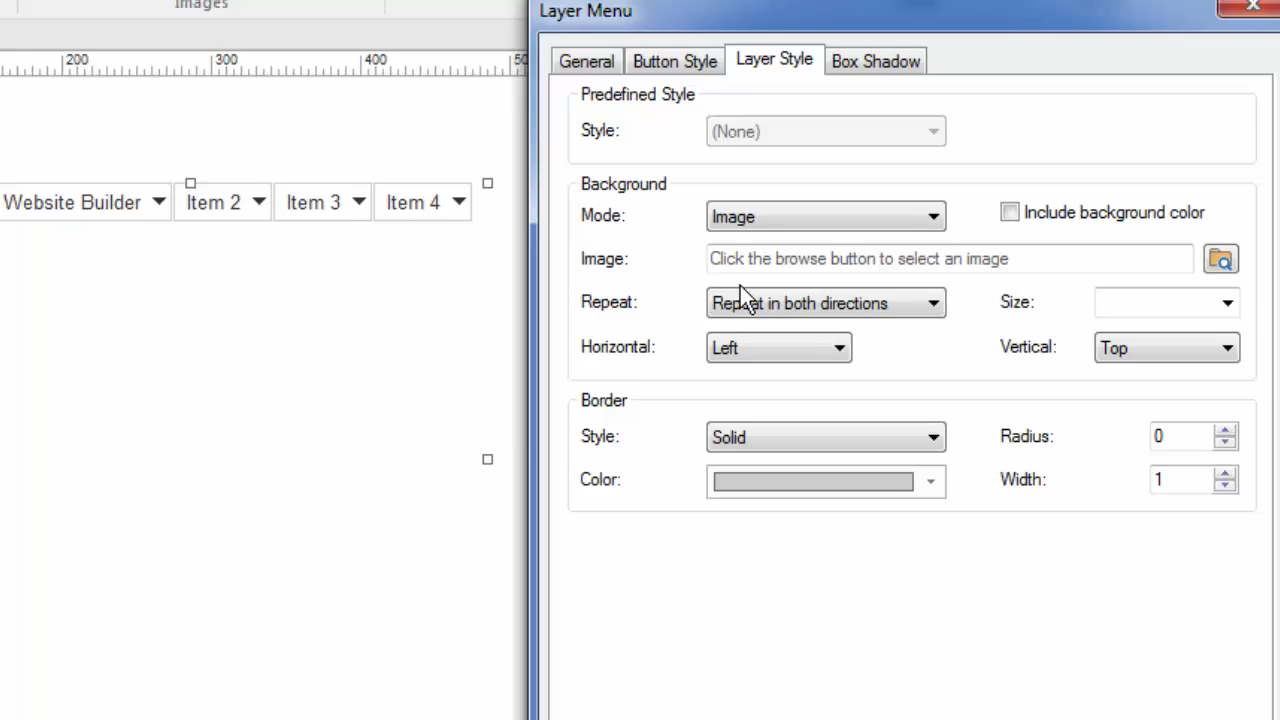 Images
Layer Menu
General
Button Style
Layer Style
Box Shadow
200
300
400
Predefined Style
Style:
(None)
Background
Website Builder
Item 2
Item 3
Item 4
Mode:
Image
Include background color
Image:
Click the browse button to select an image
Repeat:
Repeat in both directions
Size:
Horizontal:
Left
Vertical:
Top
Border
Style:
Solid
Radius:
0
Color:
Width:
1